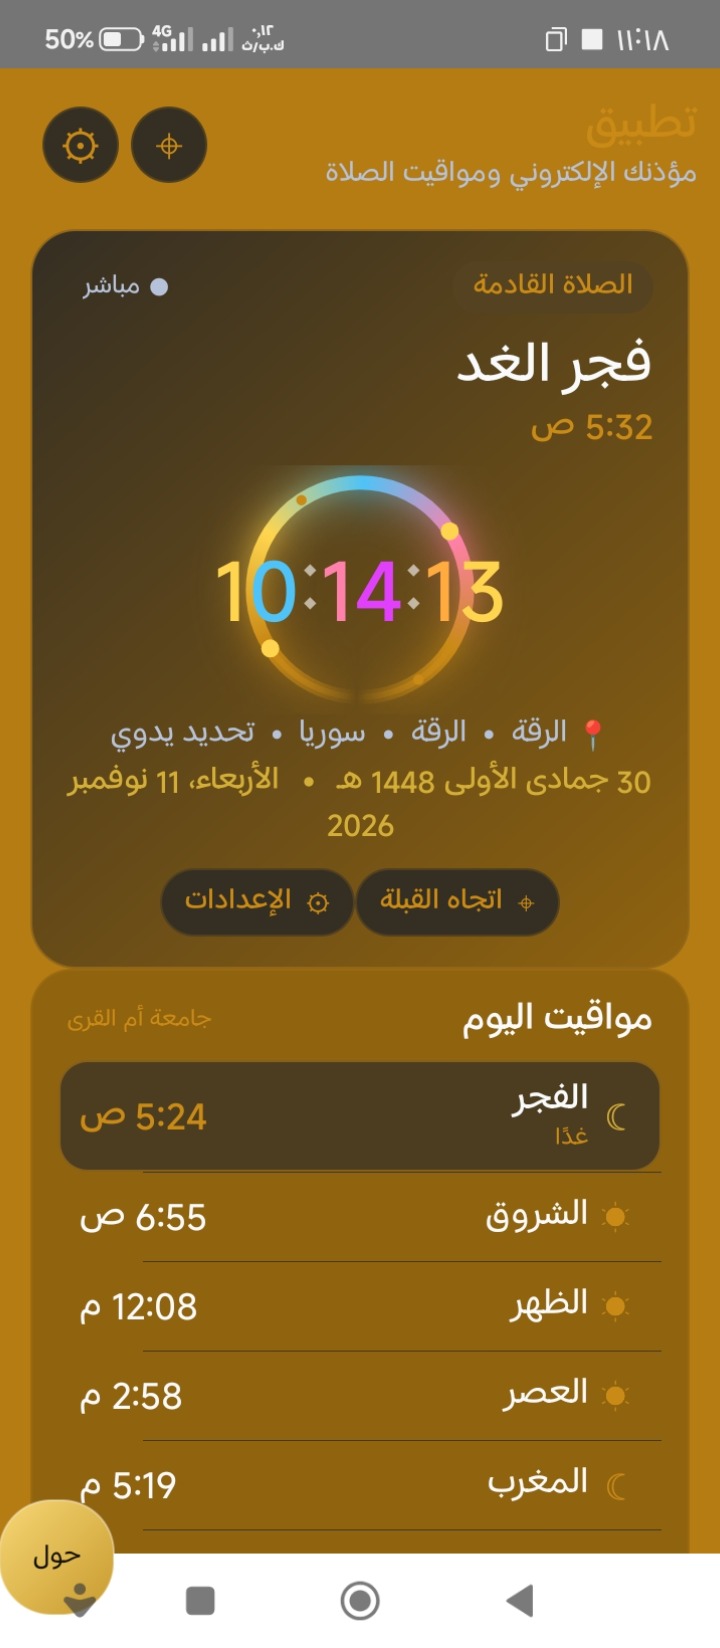 50% 4G ٠,١٢ ك.ب/ث ١١:١٨
تطبيق
مؤذنك الإلكتروني ومواقيت الصلاة
الصلاة القادمة
مباشر
فجر الغد
5:32 ص
10:14:13
الرقة • الرقة • سوريا • تحديد يدوي
30 جمادى الأولى 1448 هـ • الأربعاء، 11 نوفمبر
2026
اتجاه القبلة
الإعدادات
مواقيت اليوم
جامعة أم القرى
الفجر
غدًا
5:24 ص
الشروق 6:55 ص
الظهر 12:08 م
العصر 2:58 م
المغرب 5:19 م
حول